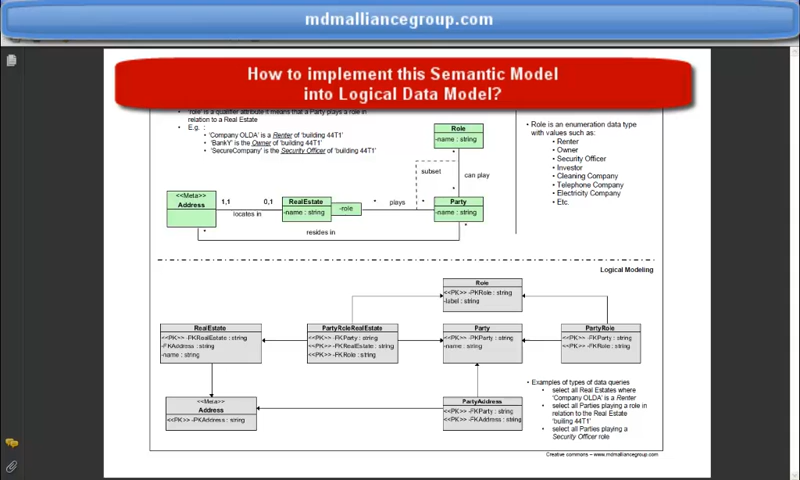 mdmalliancegroup.com
How to implement this Semantic Model
into Logical Data Model?
'role' is a qualifier attribute it means that a Party plays a role in
relation to a Real Estate
E.g. :
'Company OLDA' is a Renter of 'building 44T1'
'BankY' is the Owner of 'building 44T1'
'SecureCompany' is the Security Officer of 'building 44T1'
Role is an enumeration data type
with values such as:
Renter
Owner
Security Officer
Investor
Cleaning Company
Telephone Company
Electricity Company
Etc.
Role
-name : string
subset
can play
*
*
<<Meta>>
Address
1,1
0,1
locates in
RealEstate
-name : string
-role
*
plays
*
Party
-name : string
*
resides in
*
Logical Modeling
Role
<<PK>> -PKRole : string
-label : string
RealEstate
<<PK>> -PKRealEstate : string
-FKAddress : string
-name : string
PartyRoleRealEstate
<<PK>> -FKParty : string
<<PK>> -FKRealEstate : string
<<PK>> -FKRole : string
Party
<<PK>> -PKParty : string
-name : string
PartyRole
<<PK>> -FKParty : string
<<PK>> -FKRole : string
<<Meta>>
Address
<<PK>> -PKAddress : string
PartyAddress
<<PK>> -FKParty : string
<<PK>> -FKAddress : string
Examples of types of data queries
select all Real Estates where
'Company OLDA' is a Renter
select all Parties playing a role in
relation to the Real Estate
'builing 44T1'
select all Parties playing a
Security Officer role
Creative commons – www.mdmalliancegroup.com